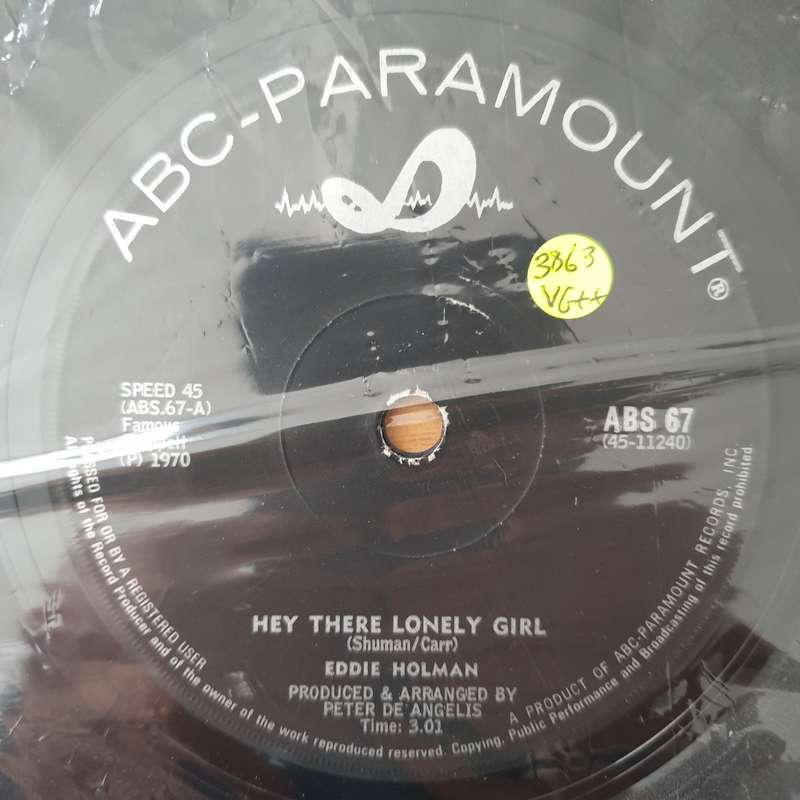 ABC-PARAMOUNT®
3863
VG++
SPEED 45
(ABS.67-A)
Famous
(P) 1970
ABS 67
(45-11240)
HEY THERE LONELY GIRL
(Shuman/Carr)
EDDIE HOLMAN
PRODUCED & ARRANGED BY
PETER DE ANGELIS
Time: 3.01
PRESSED FOR OR BY A REGISTERED USER
A PRODUCT OF ABC-PARAMOUNT RECORDS, INC.
All rights of the Record Producer and of the owner of the work reproduced reserved. Copying, Public Performance and Broadcasting of this record prohibited.